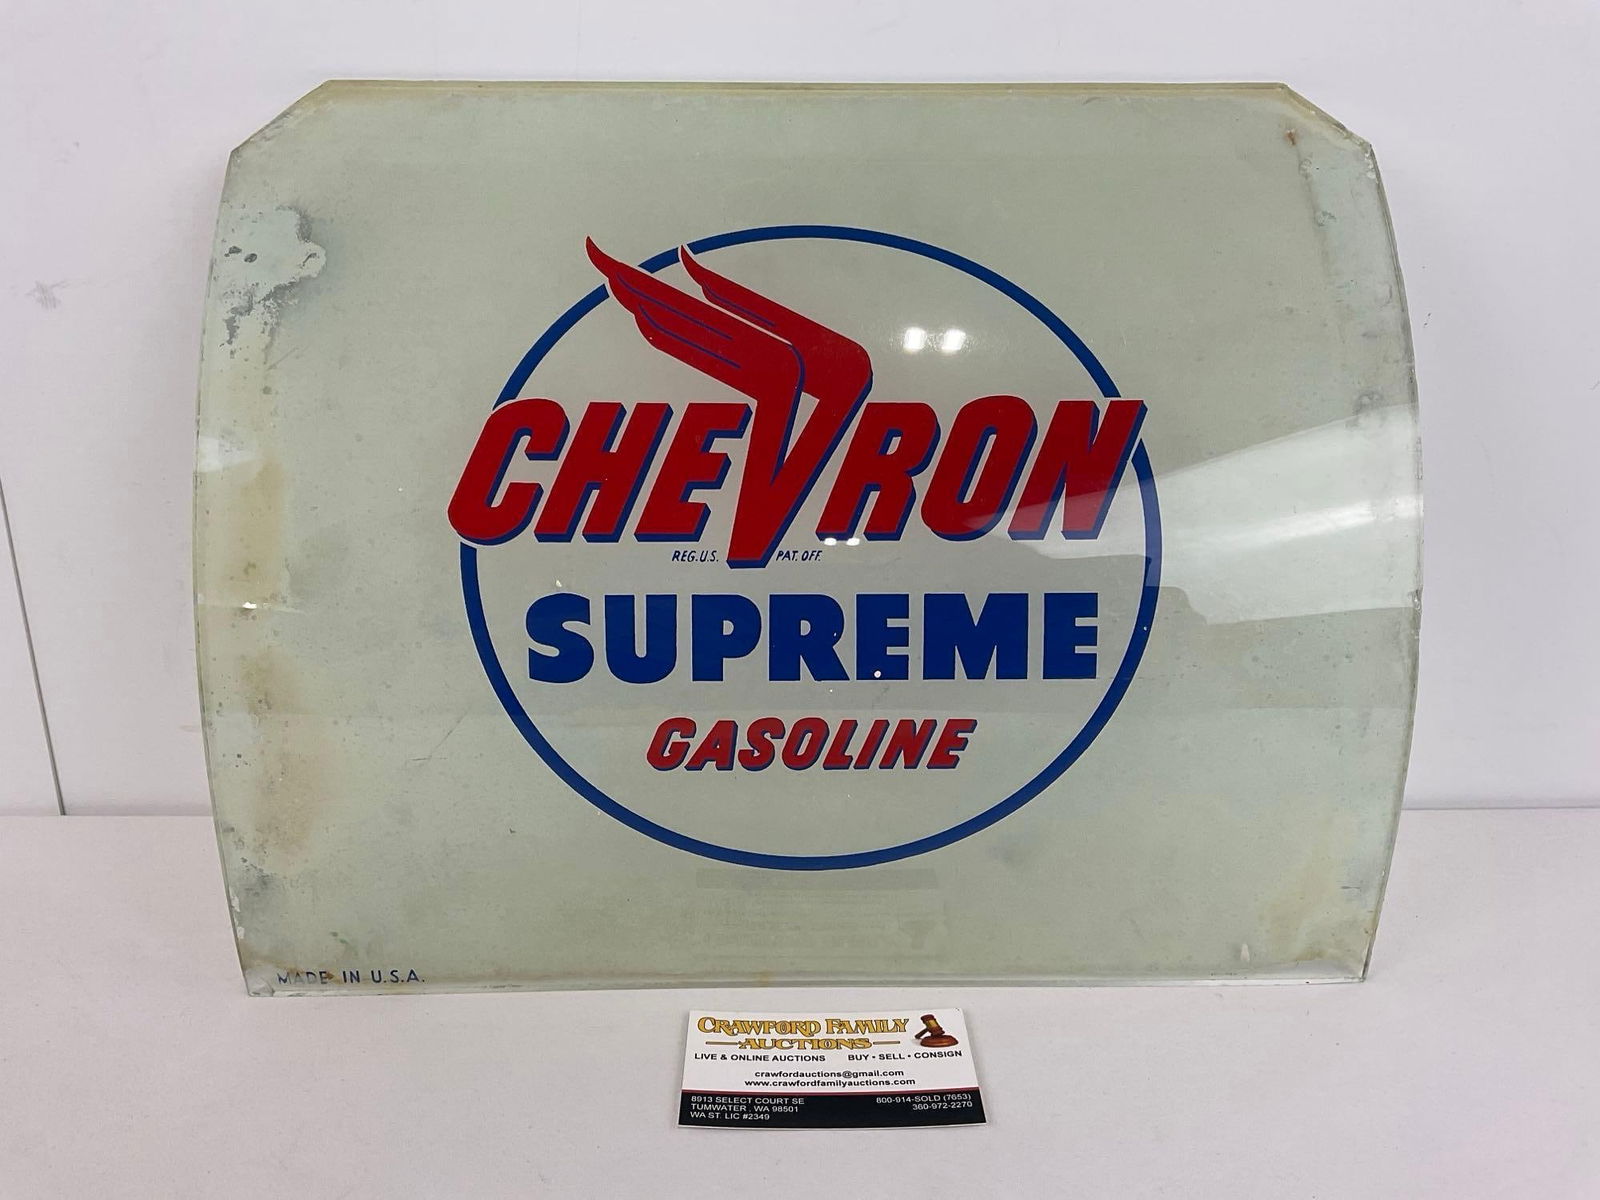 CHEVRON
REG. U.S. PAT. OFF.
SUPREME
GASOLINE
MADE IN U.S.A.
CRAWFORD FAMILY
AUCTIONS
LIVE & ONLINE AUCTIONS BUY • SELL • CONSIGN
crawfordauctions@gmail.com
www.crawfordfamilyauctions.com
8913 SELECT COURT SE 800-914-SOLD (7653)
TUMWATER , WA 98501 360-972-2270
WA ST. LIC #2349